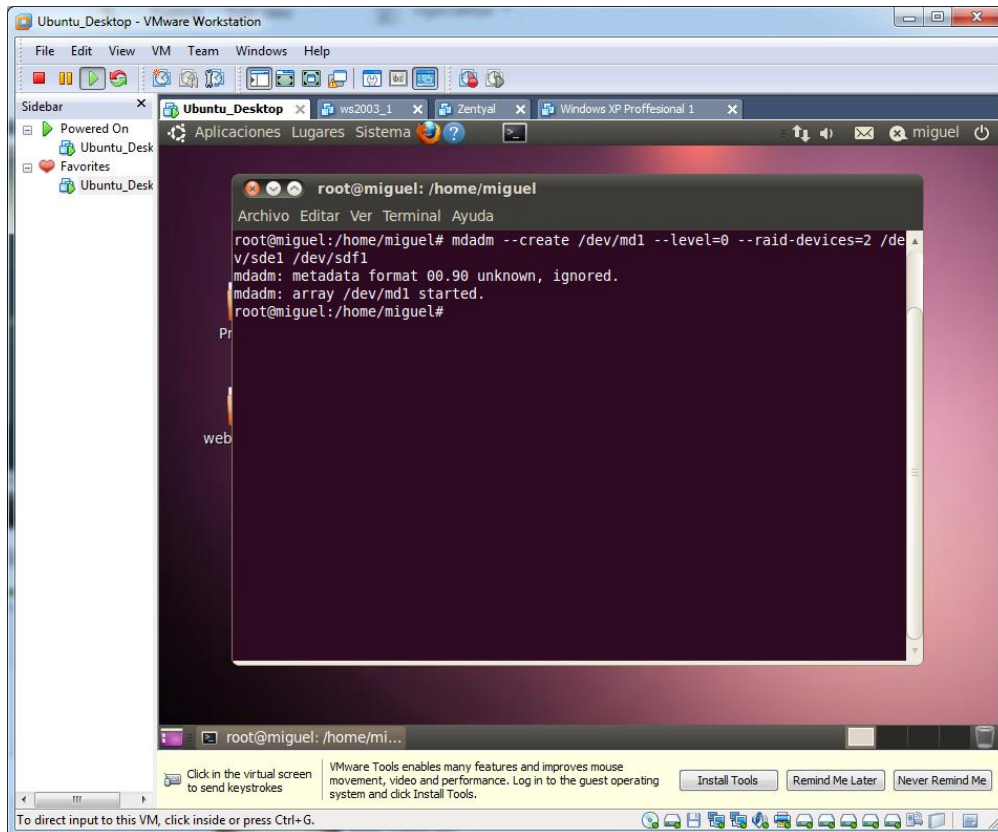 Ubuntu_Desktop - VMware Workstation
File Edit View VM Team Windows Help
Sidebar
Ubuntu_Desktop ws2003_1 Zentyal Windows XP Proffesional 1
Powered On
Ubuntu_Desk
Favorites
Ubuntu_Desk
Aplicaciones Lugares Sistema miguel
root@miguel: /home/miguel
Archivo Editar Ver Terminal Ayuda
root@miguel:/home/miguel# mdadm --create /dev/md1 --level=0 --raid-devices=2 /de
v/sde1 /dev/sdf1
mdadm: metadata format 00.90 unknown, ignored.
mdadm: array /dev/md1 started.
root@miguel:/home/miguel#
Pr
web
root@miguel: /home/mi...
Click in the virtual screen
to send keystrokes
VMware Tools enables many features and improves mouse
movement, video and performance. Log in to the guest operating
system and click Install Tools.
Install Tools Remind Me Later Never Remind Me
To direct input to this VM, click inside or press Ctrl+G.